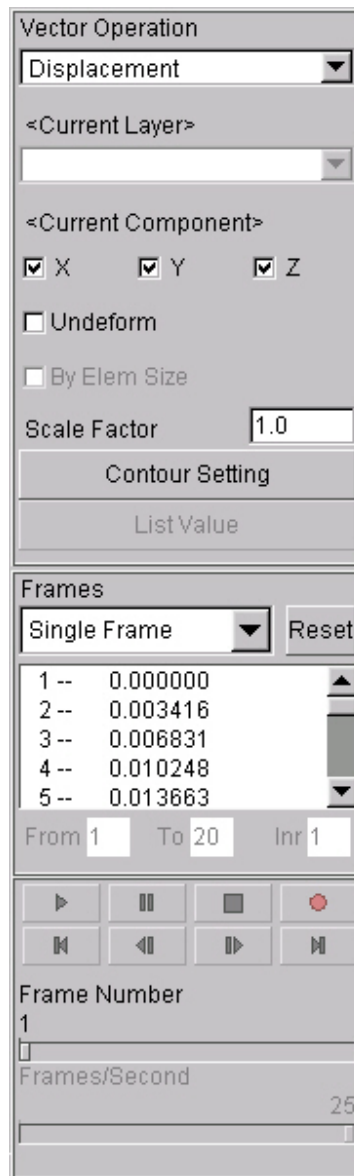 Vector Operation
Displacement
<Current Layer>
<Current Component>
X Y Z
Undeform
By Elem Size
Scale Factor 1.0
Contour Setting
List Value
Frames
Single Frame Reset
1 -- 0.000000
2 -- 0.003416
3 -- 0.006831
4 -- 0.010248
5 -- 0.013663
From 1 To 20 Inr 1
Frame Number
1
Frames/Second
25